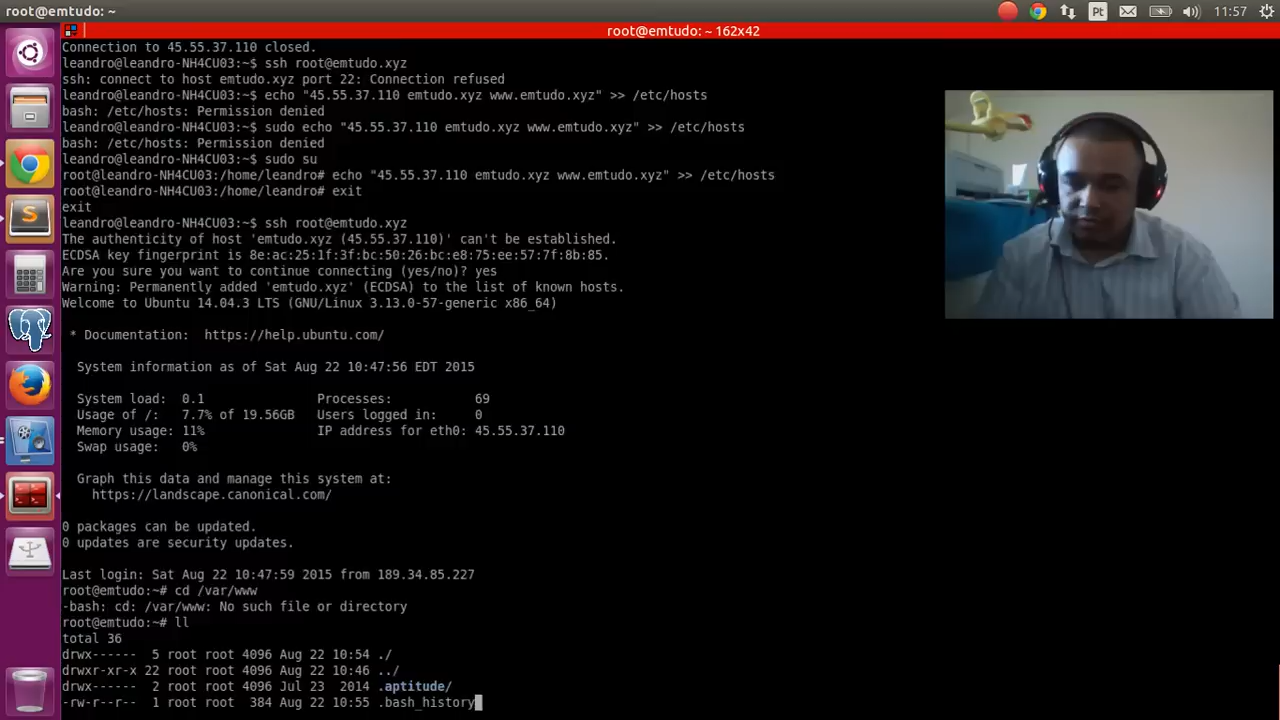 root@emtudo: ~
Pt
11:57
root@emtudo: ~ 162x42
Connection to 45.55.37.110 closed.
leandro@leandro-NH4CU03:~$ ssh root@emtudo.xyz
ssh: connect to host emtudo.xyz port 22: Connection refused
leandro@leandro-NH4CU03:~$ echo "45.55.37.110 emtudo.xyz www.emtudo.xyz" >> /etc/hosts
bash: /etc/hosts: Permission denied
leandro@leandro-NH4CU03:~$ sudo echo "45.55.37.110 emtudo.xyz www.emtudo.xyz" >> /etc/hosts
bash: /etc/hosts: Permission denied
leandro@leandro-NH4CU03:~$ sudo su
root@leandro-NH4CU03:/home/leandro# echo "45.55.37.110 emtudo.xyz www.emtudo.xyz" >> /etc/hosts
root@leandro-NH4CU03:/home/leandro# exit
exit
leandro@leandro-NH4CU03:~$ ssh root@emtudo.xyz
The authenticity of host 'emtudo.xyz (45.55.37.110)' can't be established.
ECDSA key fingerprint is 8e:ac:25:1f:3f:bc:50:26:bc:e8:75:ee:57:7f:8b:85.
Are you sure you want to continue connecting (yes/no)? yes
Warning: Permanently added 'emtudo.xyz' (ECDSA) to the list of known hosts.
Welcome to Ubuntu 14.04.3 LTS (GNU/Linux 3.13.0-57-generic x86_64)
* Documentation: https://help.ubuntu.com/
System information as of Sat Aug 22 10:47:56 EDT 2015
System load: 0.1 Processes: 69
Usage of /: 7.7% of 19.56GB Users logged in: 0
Memory usage: 11% IP address for eth0: 45.55.37.110
Swap usage: 0%
Graph this data and manage this system at:
https://landscape.canonical.com/
0 packages can be updated.
0 updates are security updates.
Last login: Sat Aug 22 10:47:59 2015 from 189.34.85.227
root@emtudo:~# cd /var/www
-bash: cd: /var/www: No such file or directory
root@emtudo:~# ll
total 36
drwx------ 5 root root 4096 Aug 22 10:54 ./
drwxr-xr-x 22 root root 4096 Aug 22 10:46 ../
drwx------ 2 root root 4096 Jul 23 2014 .aptitude/
-rw-r--r-- 1 root root 384 Aug 22 10:55 .bash_history